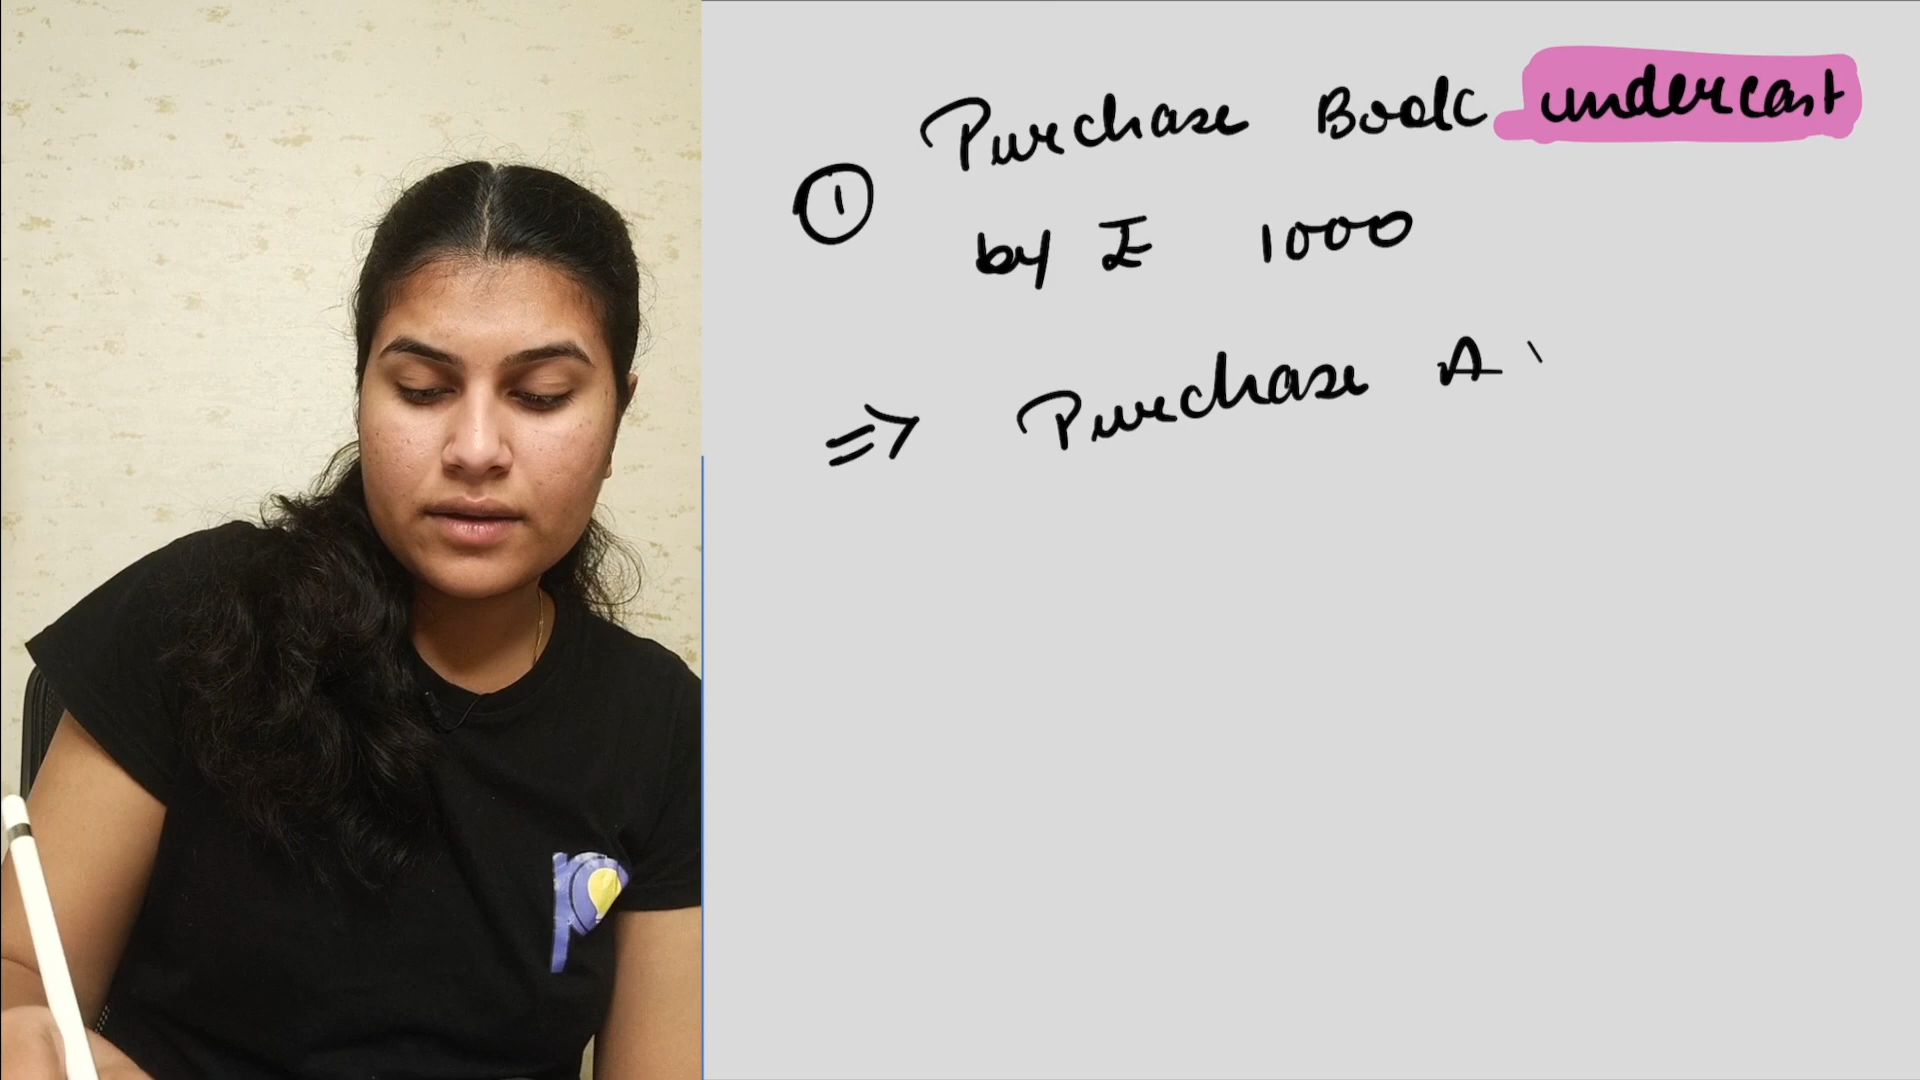 ① Purchase Book undercast
by ₹ 1000
⇒ Purchase A